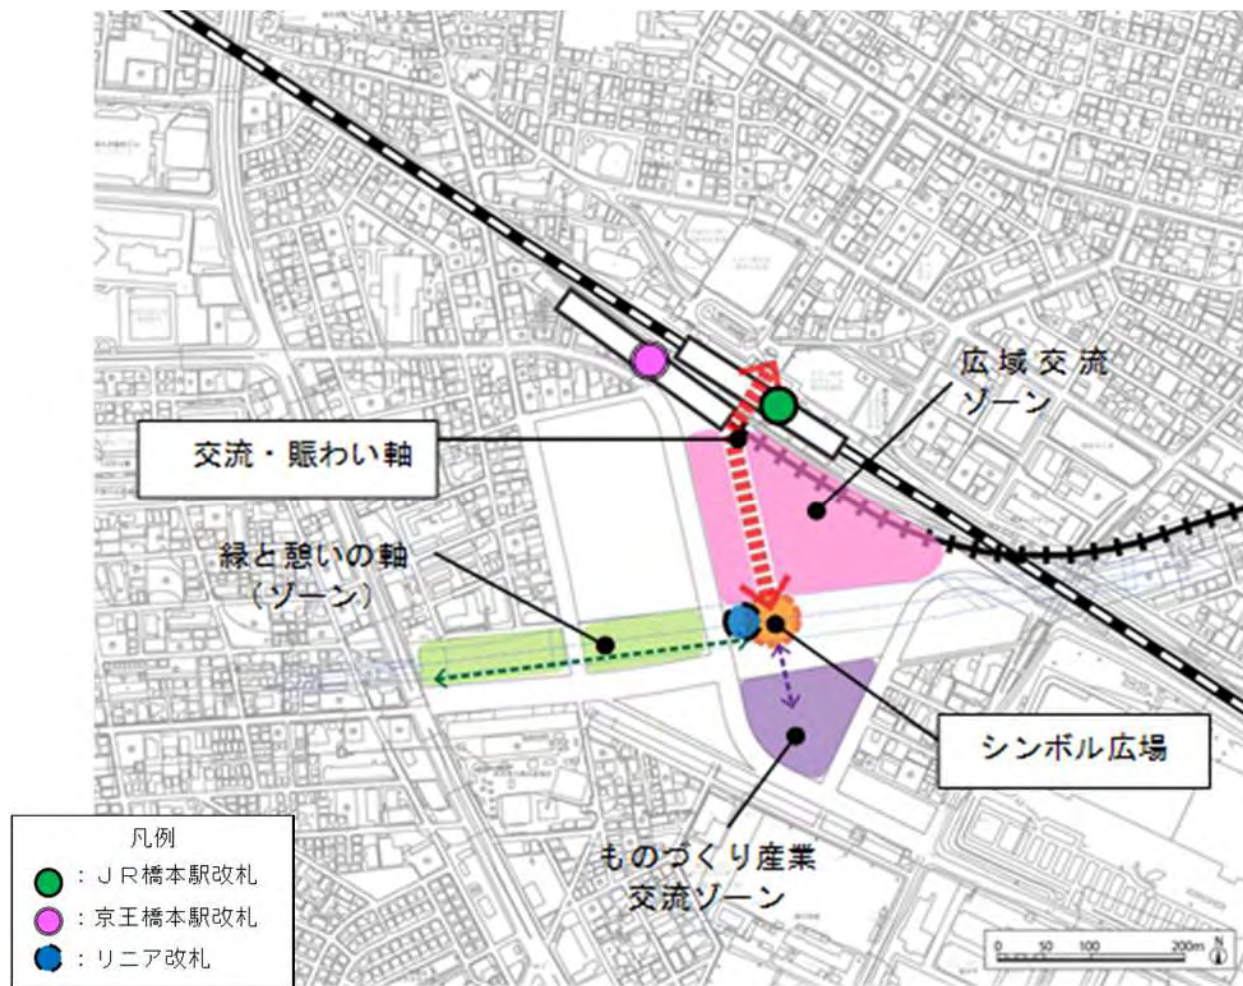 広域交流
ゾーン
交流・賑わい軸
緑と憩いの軸
(ゾーン)
シンボル広場
ものづくり産業
交流ゾーン
凡例
：ＪＲ橋本駅改札
：京王橋本駅改札
：リニア改札
0 50 100 200m
N